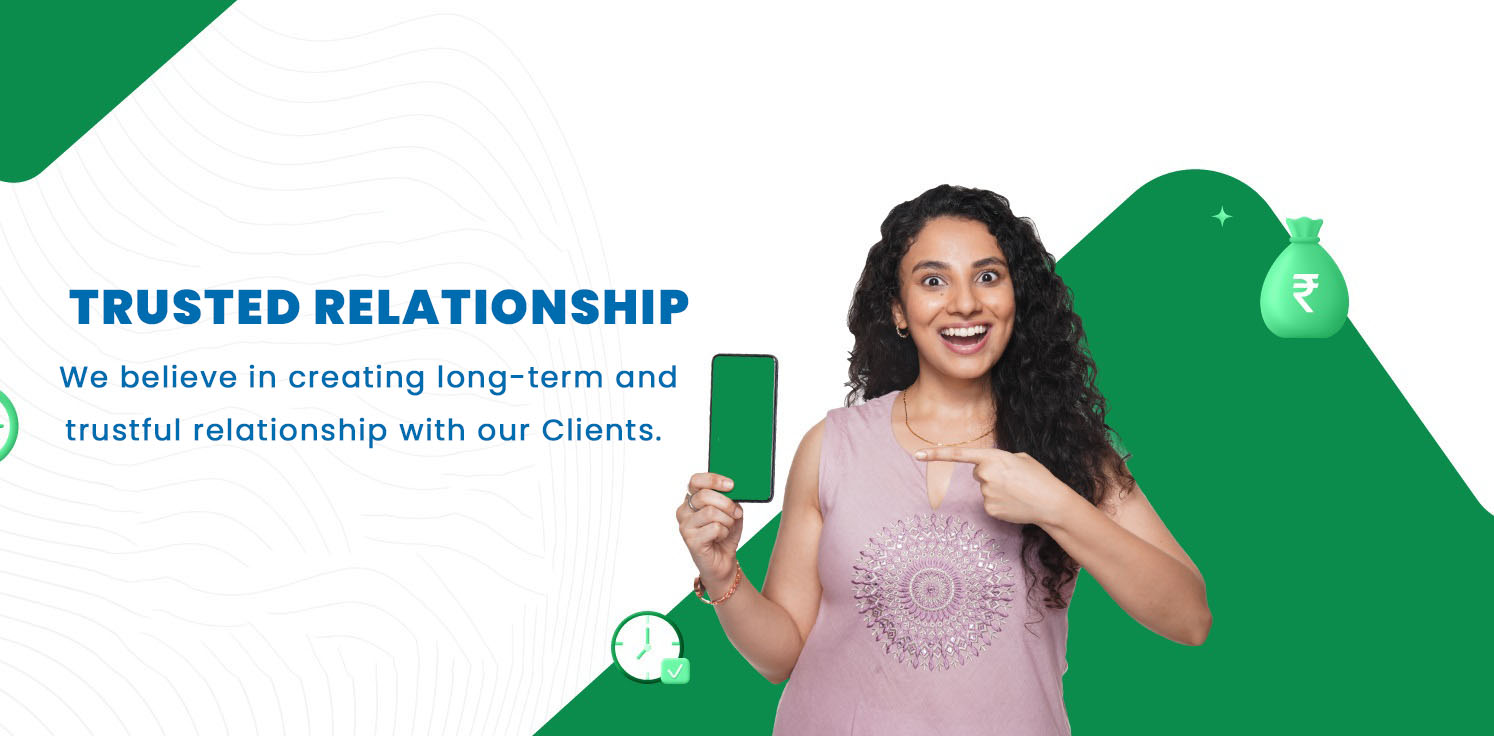 TRUSTED RELATIONSHIP
We believe in creating long-term and
trustful relationship with our Clients.
₹